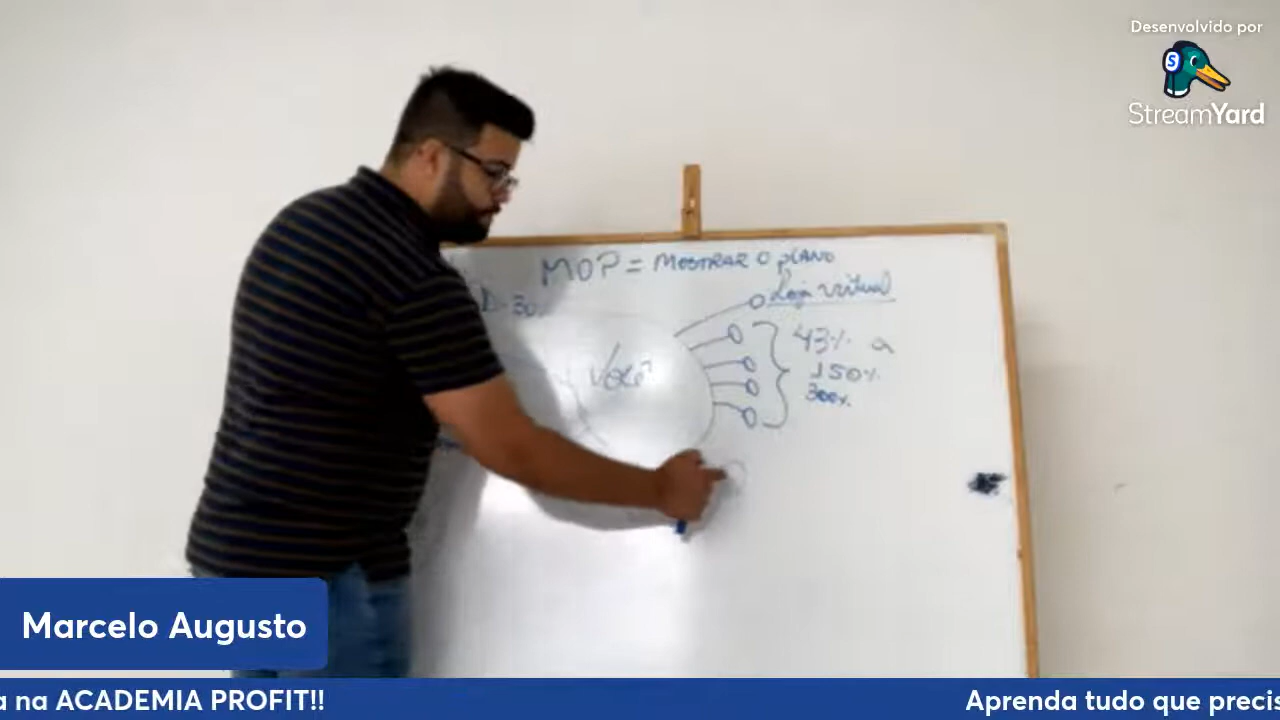 Desenvolvido por
StreamYard
MOP = MOSTRAR O PLANO
Loja virtual
30
Você
43% a
150%
300%.
Marcelo Augusto
a na ACADEMIA PROFIT!!
Aprenda tudo que precis